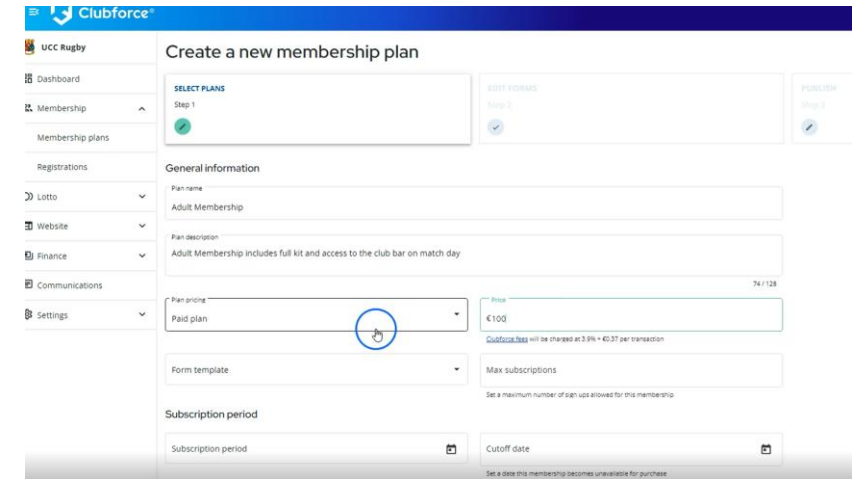 Clubforce®
UCC Rugby
Dashboard
Membership
Membership plans
Registrations
Lotto
Website
Finance
Communications
Settings
Create a new membership plan
SELECT PLANS
Step 1
EDIT FORMS
Step 2
PUBLISH
Step 3
General information
Plan name
Adult Membership
Plan description
Adult Membership includes full kit and access to the club bar on match day
74 / 128
Plan pricing
Paid plan
Price
€100
Clubforce fees will be charged at 3.9% + €0.37 per transaction
Form template
Max subscriptions
Set a maximum number of sign ups allowed for this membership
Subscription period
Subscription period
Cutoff date
Set a date this membership becomes unavailable for purchase